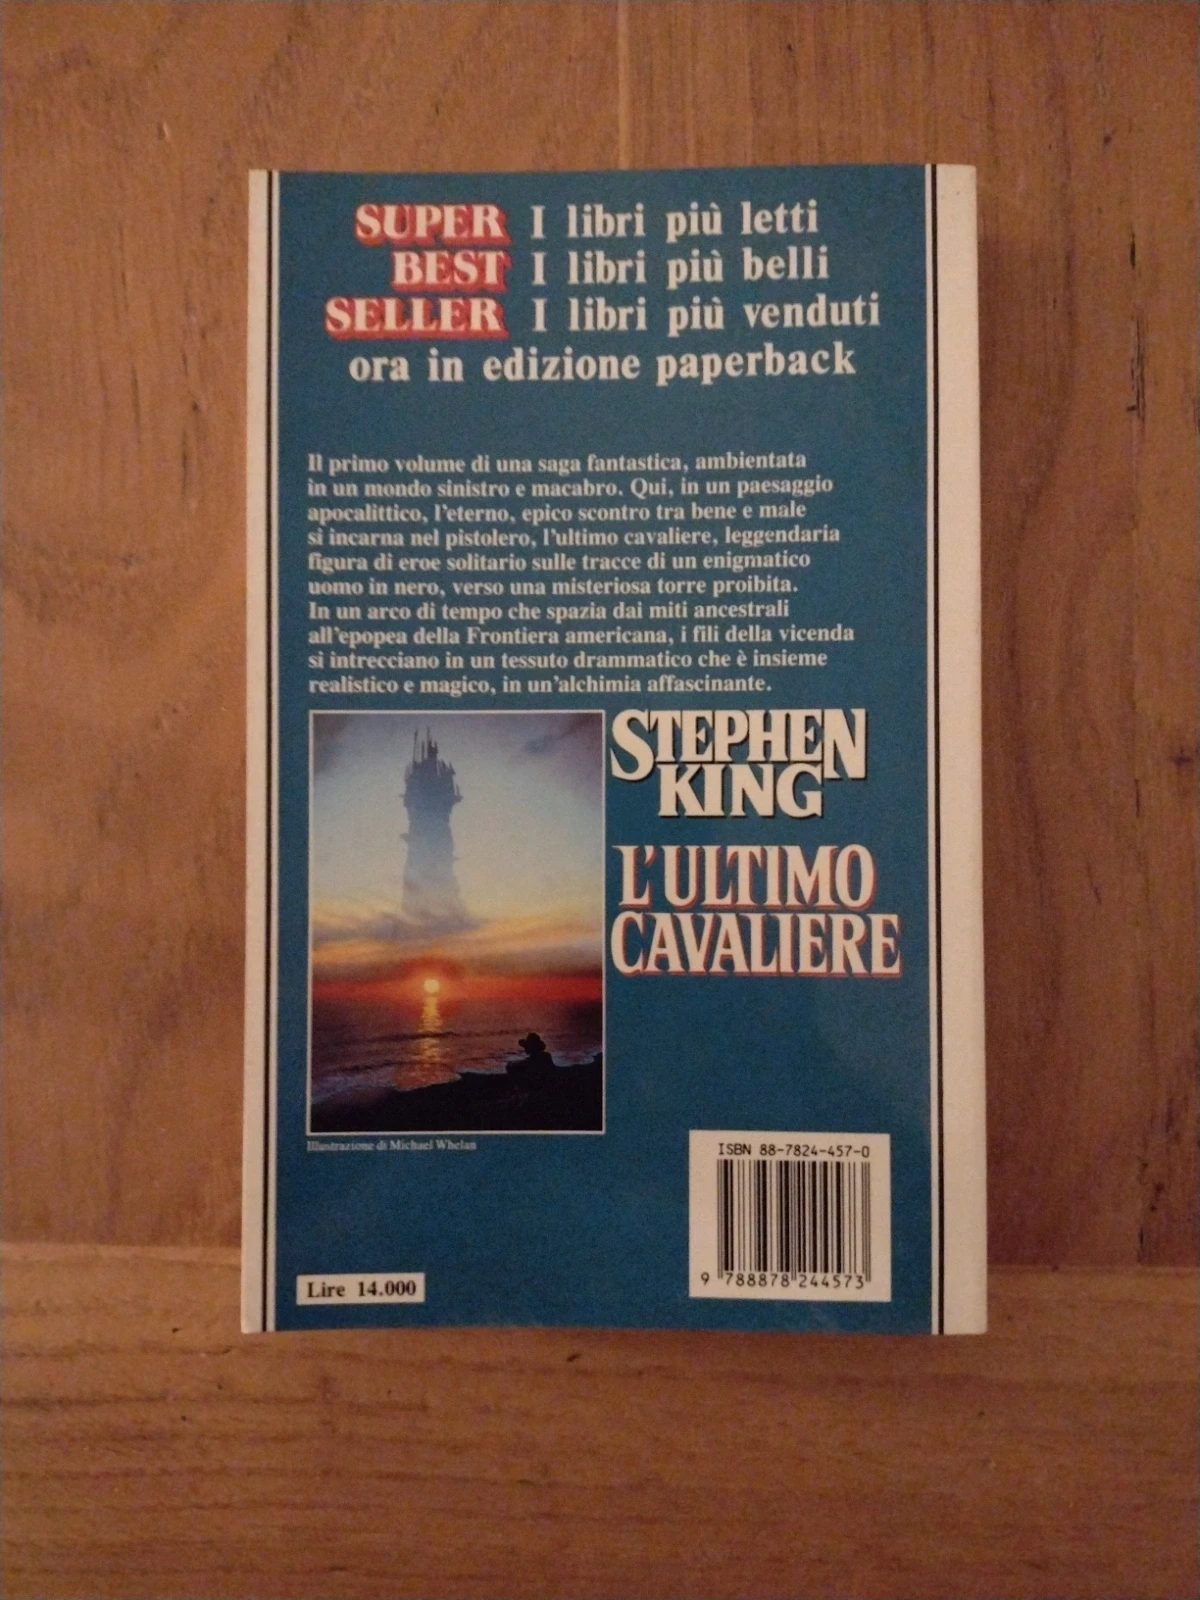 SUPER I libri più letti
BEST I libri più belli
SELLER I libri più venduti
ora in edizione paperback
Il primo volume di una saga fantastica, ambientata
in un mondo sinistro e macabro. Qui, in un paesaggio
apocalittico, l'eterno, epico scontro tra bene e male
si incarna nel pistolero, l'ultimo cavaliere, leggendaria
figura di eroe solitario sulle tracce di un enigmatico
uomo in nero, verso una misteriosa torre proibita.
In un arco di tempo che spazia dai miti ancestrali
all'epopea della Frontiera americana, i fili della vicenda
si intrecciano in un tessuto drammatico che è insieme
realistico e magico, in un'alchimia affascinante.
STEPHEN
KING
L'ULTIMO
CAVALIERE
Illustrazione di Michael Whelan
ISBN 88-7824-457-0
9 788878 244573
Lire 14.000